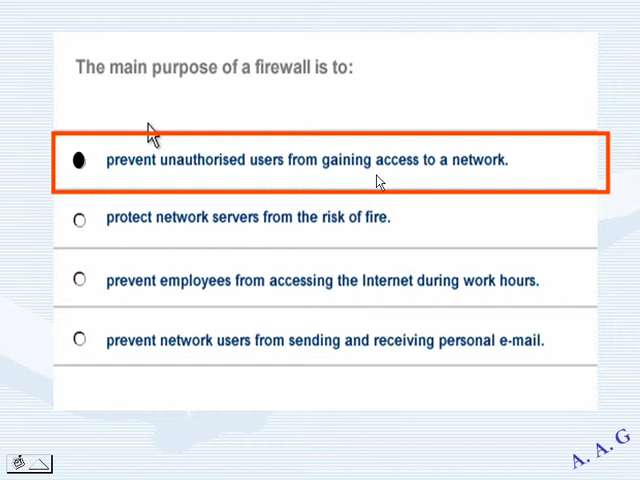 The main purpose of a firewall is to:
prevent unauthorised users from gaining access to a network.
protect network servers from the risk of fire.
prevent employees from accessing the Internet during work hours.
prevent network users from sending and receiving personal e-mail.
A. A. G